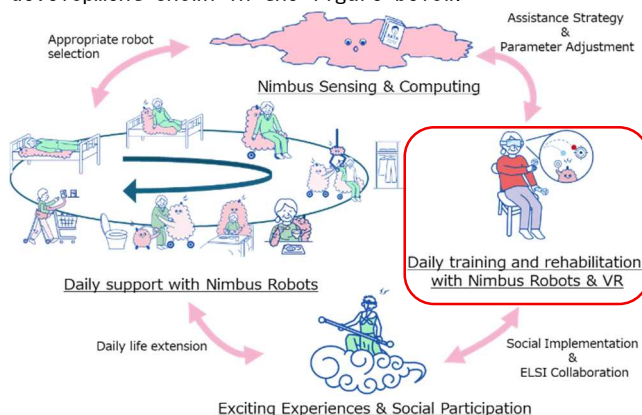 Appropriate robot
selection
Assistance Strategy
&
Parameter Adjustment
Nimbus Sensing & Computing
Daily support with Nimbus Robots
Daily training and rehabilitation
with Nimbus Robots & VR
Daily life extension
Social Implementation
&
ELSI Collaboration
Exciting Experiences & Social Participation